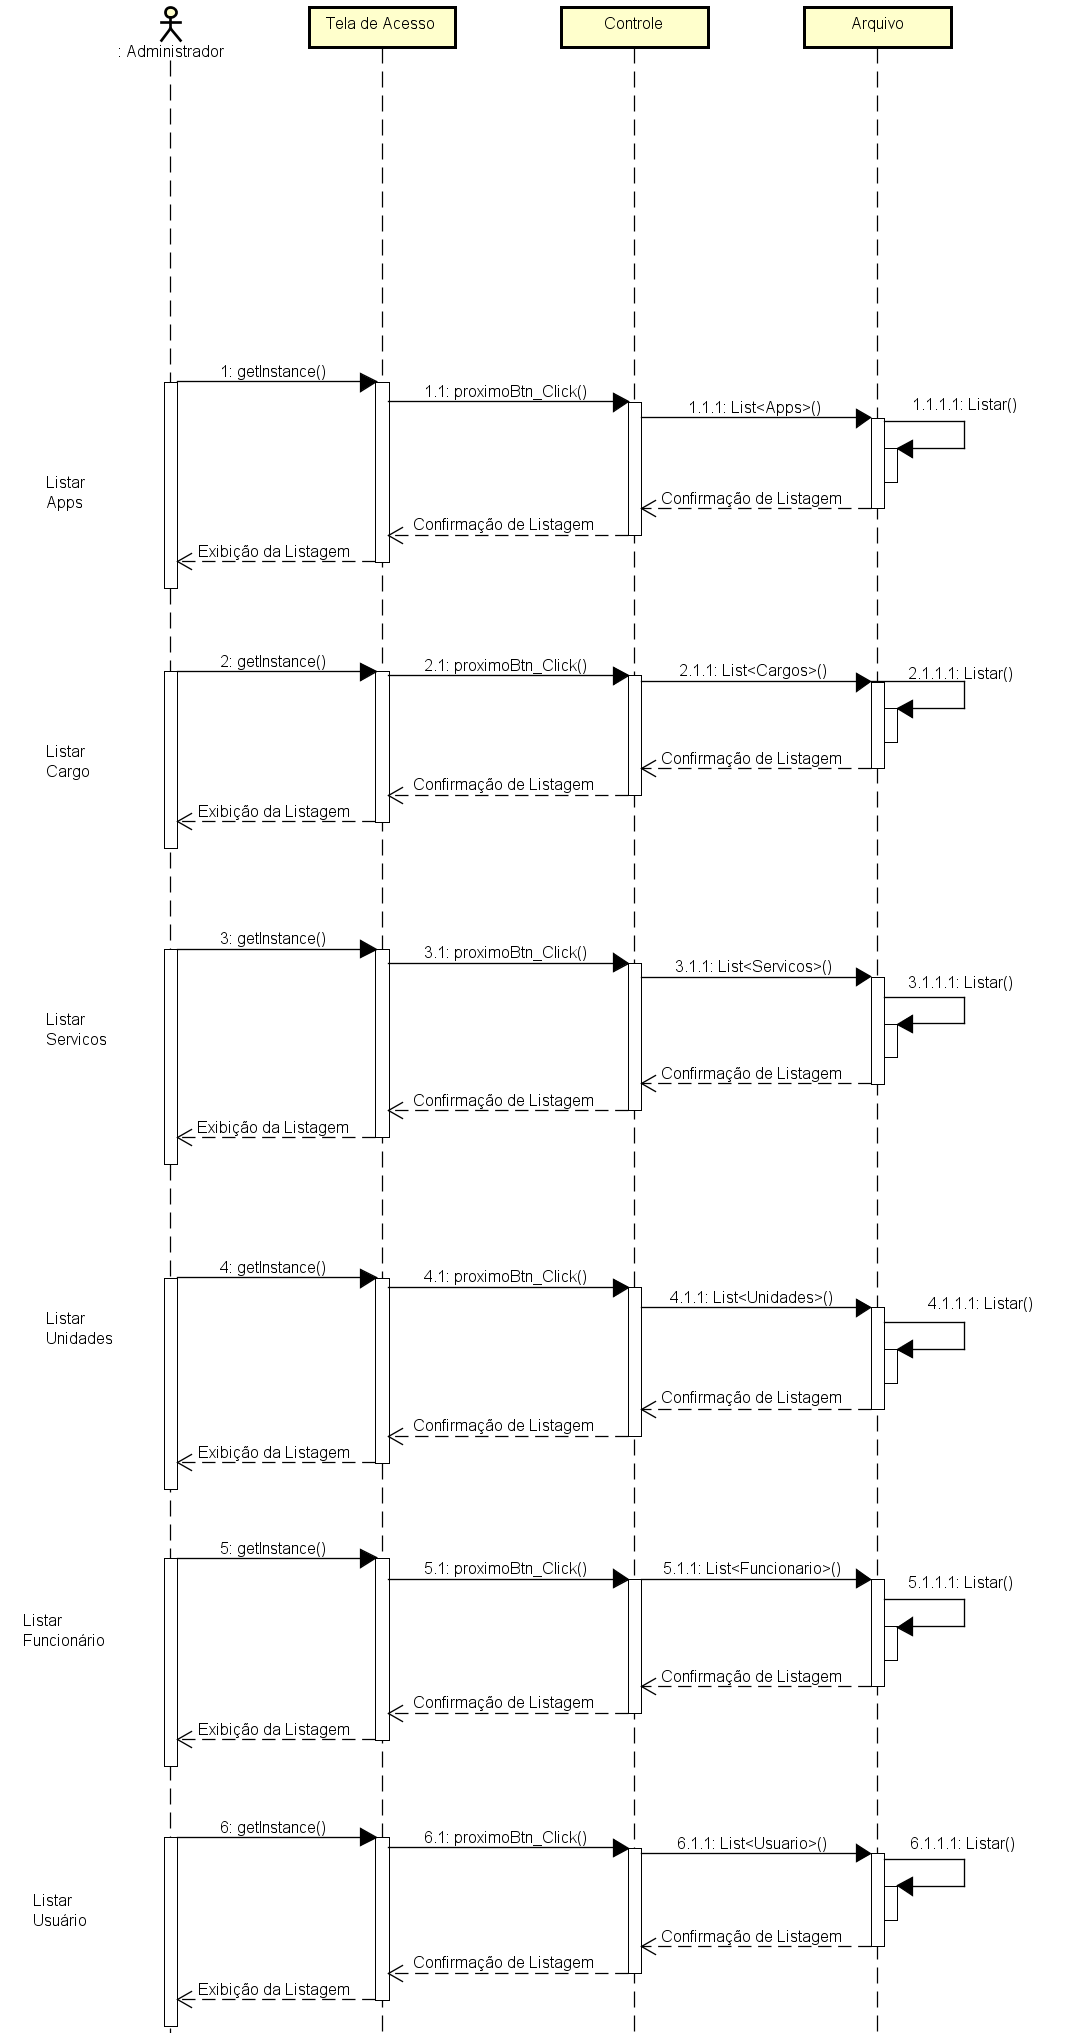 : Administrador
Tela de Acesso
Controle
Arquivo
1: getInstance()
1.1: proximoBtn_Click()
1.1.1: List<Apps>()
1.1.1.1: Listar()
Listar
Apps
Confirmação de Listagem
Confirmação de Listagem
Exibição da Listagem
2: getInstance()
2.1: proximoBtn_Click()
2.1.1: List<Cargos>()
2.1.1.1: Listar()
Listar
Cargo
Confirmação de Listagem
Confirmação de Listagem
Exibição da Listagem
3: getInstance()
3.1: proximoBtn_Click()
3.1.1: List<Servicos>()
3.1.1.1: Listar()
Listar
Servicos
Confirmação de Listagem
Confirmação de Listagem
Exibição da Listagem
4: getInstance()
4.1: proximoBtn_Click()
4.1.1: List<Unidades>()
4.1.1.1: Listar()
Listar
Unidades
Confirmação de Listagem
Confirmação de Listagem
Exibição da Listagem
5: getInstance()
5.1: proximoBtn_Click()
5.1.1: List<Funcionario>()
5.1.1.1: Listar()
Listar
Funcionário
Confirmação de Listagem
Confirmação de Listagem
Exibição da Listagem
6: getInstance()
6.1: proximoBtn_Click()
6.1.1: List<Usuario>()
6.1.1.1: Listar()
Listar
Usuário
Confirmação de Listagem
Confirmação de Listagem
Exibição da Listagem